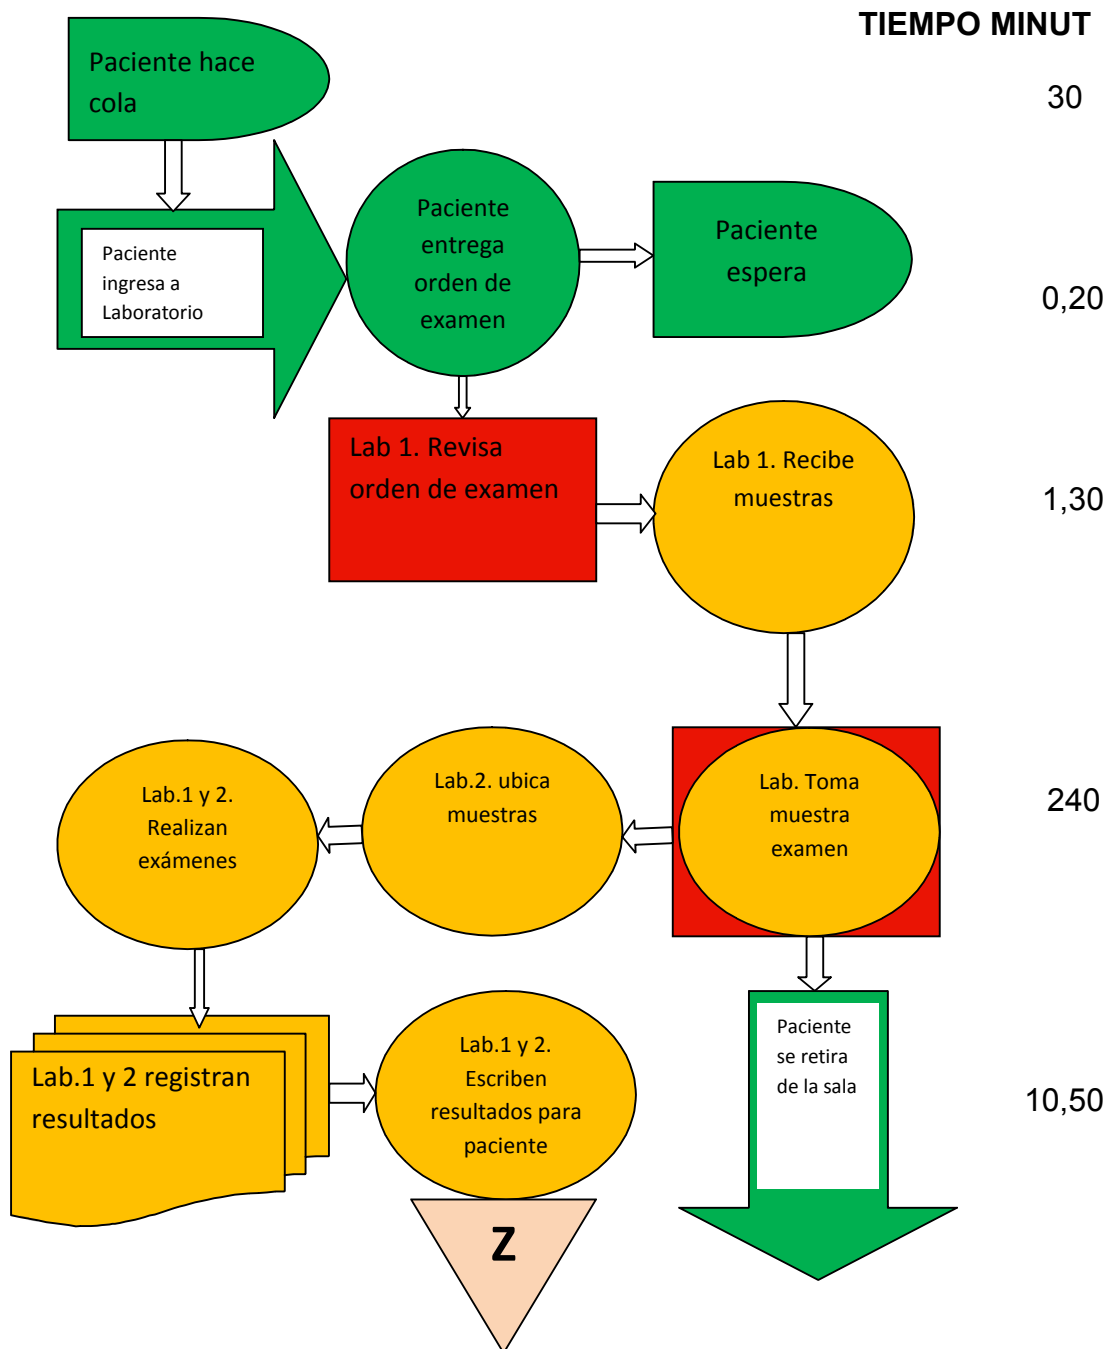 TIEMPO MINUT
Paciente hace
cola
30
Paciente
ingresa a
Laboratorio
Paciente
entrega
orden de
examen
Paciente
espera
0,20
Lab 1. Revisa
orden de examen
Lab 1. Recibe
muestras
1,30
Lab.1 y 2.
Realizan
exámenes
Lab.2. ubica
muestras
Lab. Toma
muestra
examen
240
Lab.1 y 2 registran
resultados
Lab.1 y 2.
Escriben
resultados para
paciente
Paciente
se retira
de la sala
10,50
Z